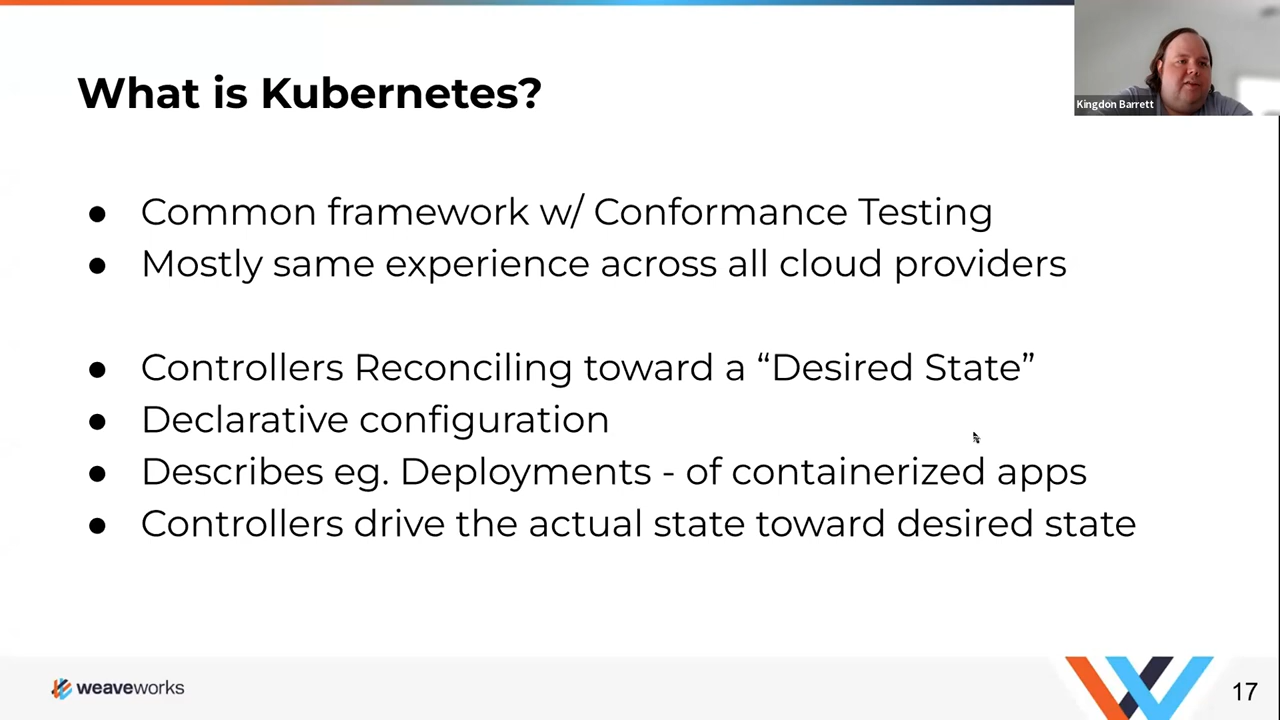 What is Kubernetes?
Kingdon Barrett
● Common framework w/ Conformance Testing
● Mostly same experience across all cloud providers
● Controllers Reconciling toward a “Desired State”
● Declarative configuration
● Describes eg. Deployments - of containerized apps
● Controllers drive the actual state toward desired state
weaveworks
17